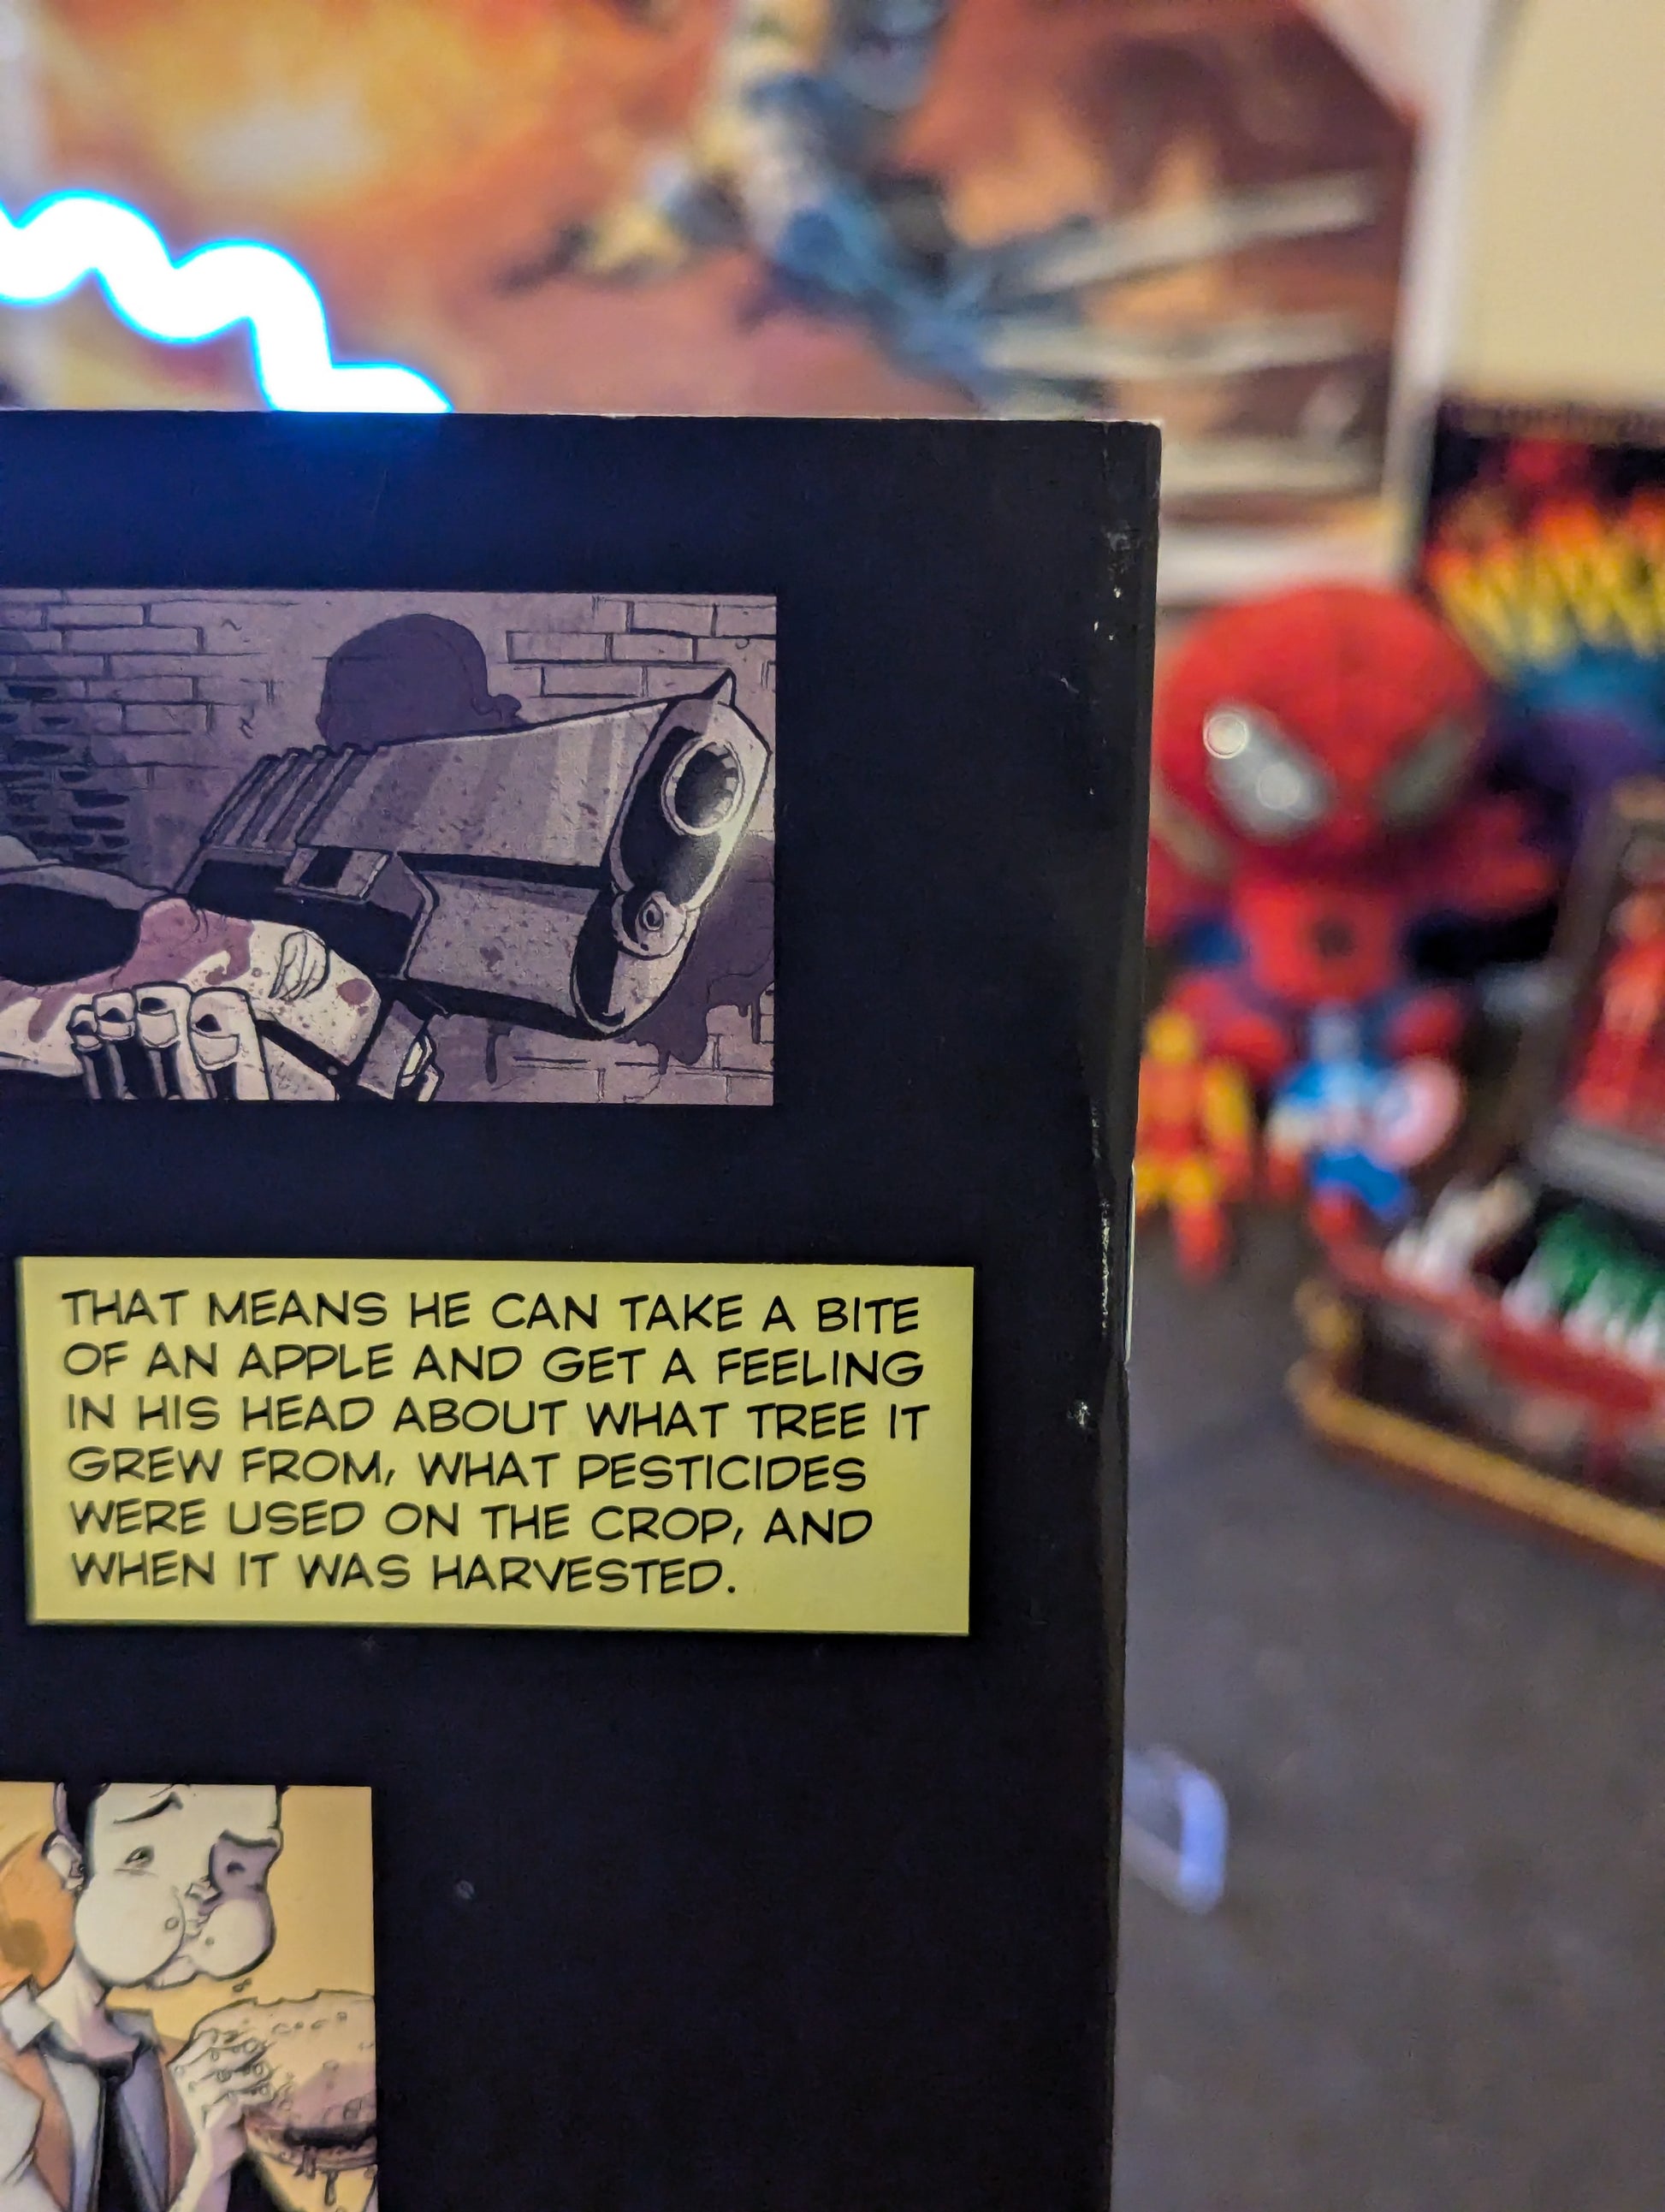 THAT MEANS HE CAN TAKE A BITE
OF AN APPLE AND GET A FEELING
IN HIS HEAD ABOUT WHAT TREE IT
GREW FROM, WHAT PESTICIDES
WERE USED ON THE CROP, AND
WHEN IT WAS HARVESTED.